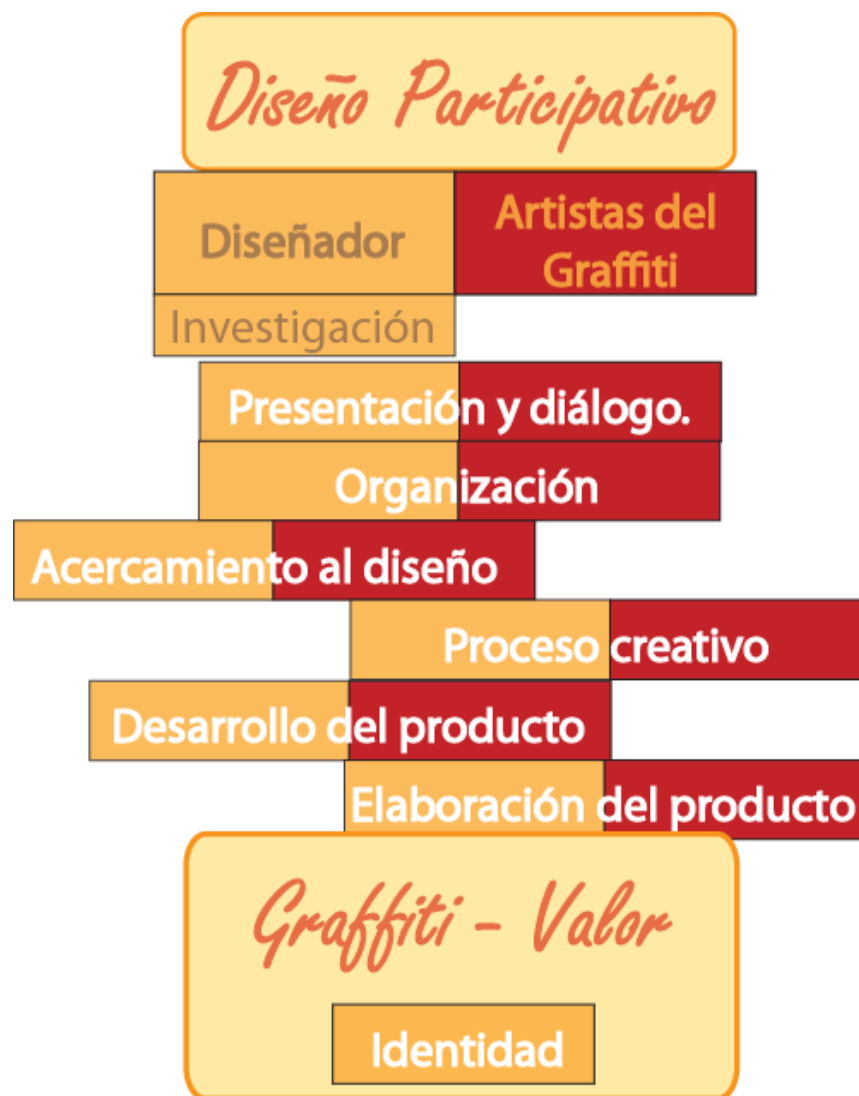 Diseño Participativo
Diseñador
Artistas del
Graffiti
Investigación
Presentación y diálogo.
Organización
Acercamiento al diseño
Proceso creativo
Desarrollo del producto
Elaboración del producto
Graffiti - Valor
Identidad